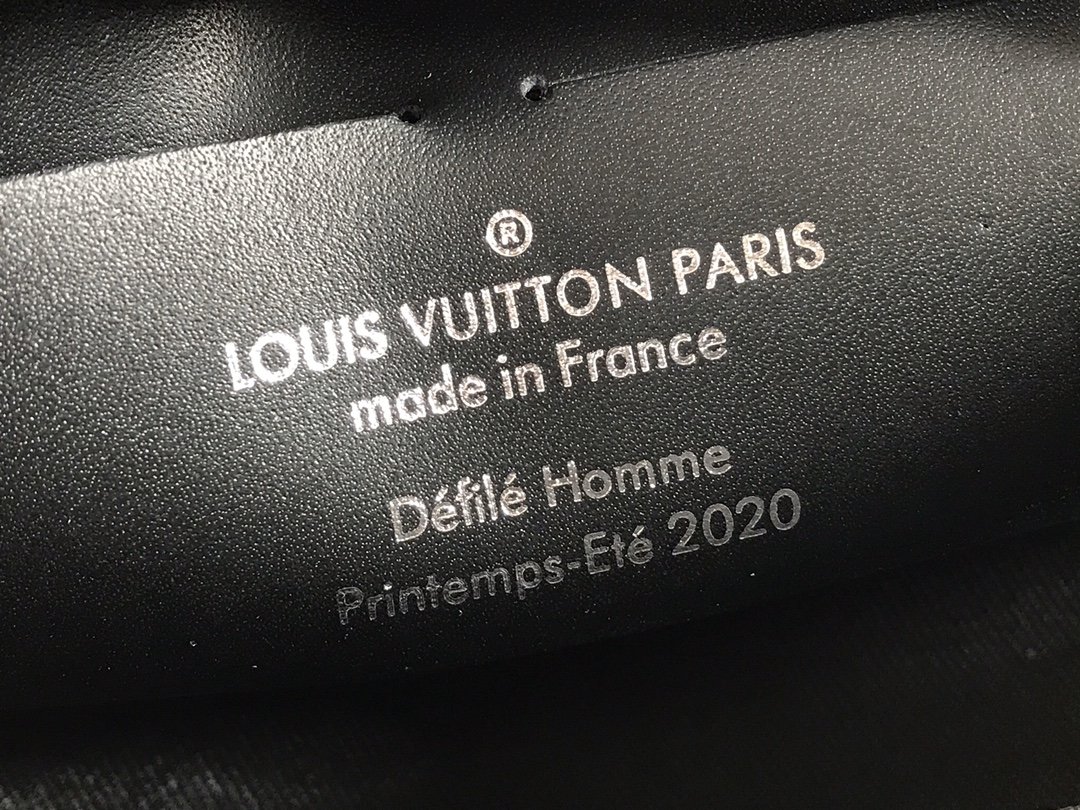 ®
LOUIS VUITTON PARIS
made in France
Défilé Homme
Printemps-Eté 2020